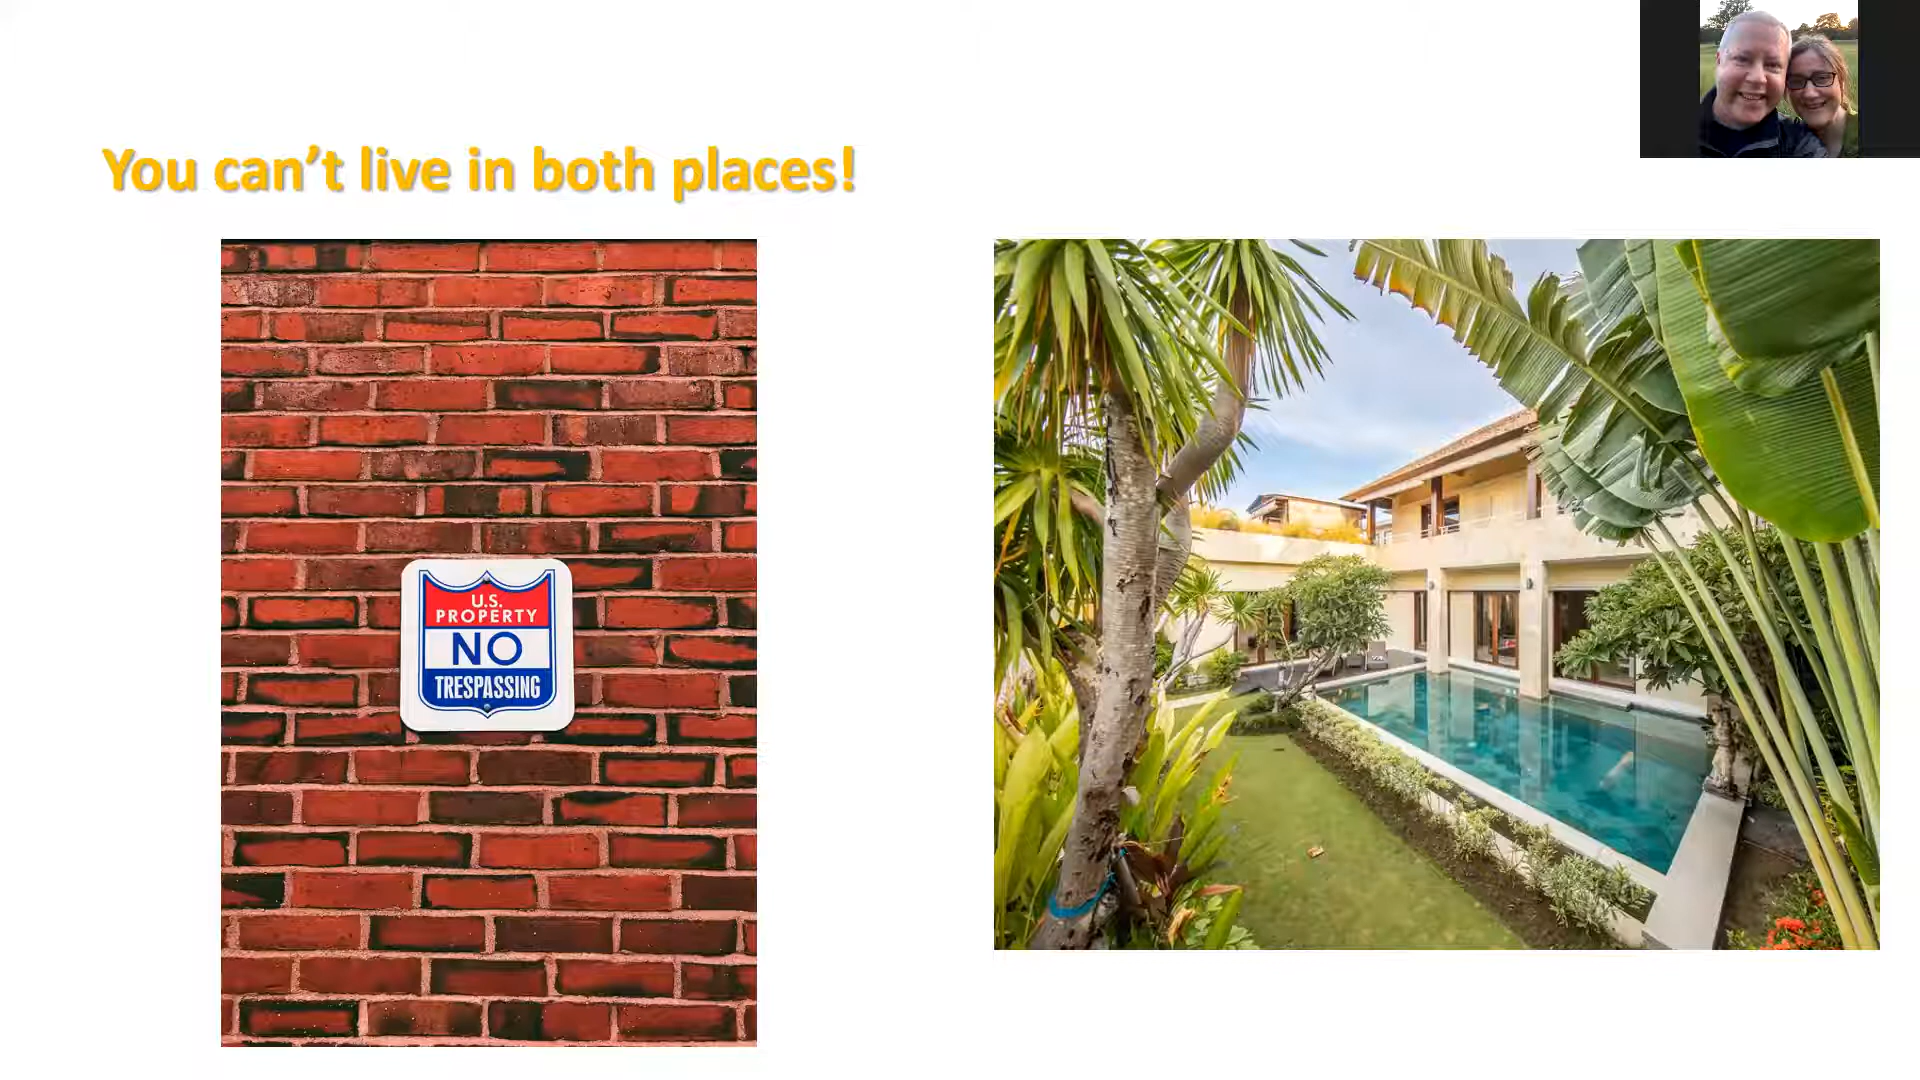 You can’t live in both places!
U.S.
PROPERTY
NO
TRESPASSING